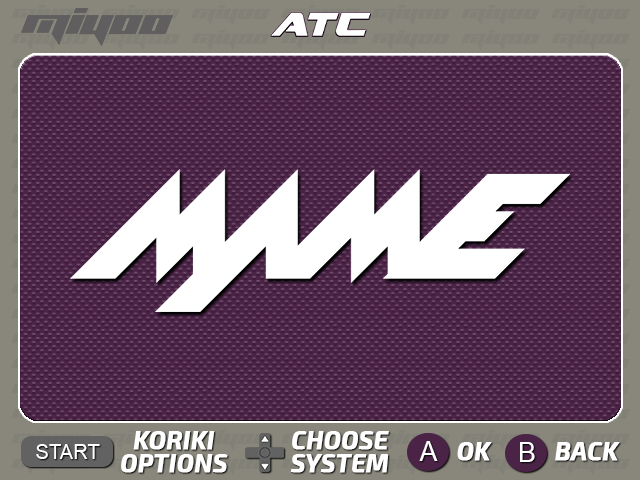 miyoo
ATC
MAME
START
KORIKI
OPTIONS
CHOOSE
SYSTEM
A
OK
B
BACK